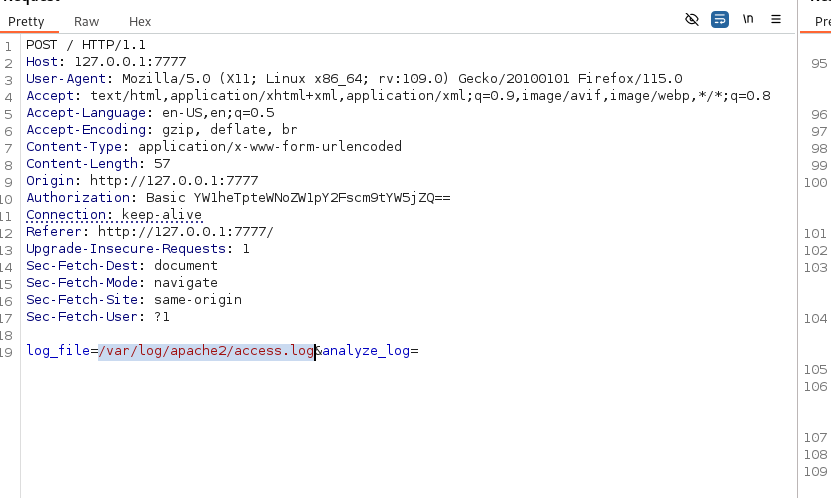 Request
Pretty Raw Hex \n ☰
Pre
1 POST / HTTP/1.1
2 Host: 127.0.0.1:7777
3 User-Agent: Mozilla/5.0 (X11; Linux x86_64; rv:109.0) Gecko/20100101 Firefox/115.0
4 Accept: text/html,application/xhtml+xml,application/xml;q=0.9,image/avif,image/webp,*/*;q=0.8
5 Accept-Language: en-US,en;q=0.5
6 Accept-Encoding: gzip, deflate, br
7 Content-Type: application/x-www-form-urlencoded
8 Content-Length: 57
9 Origin: http://127.0.0.1:7777
10 Authorization: Basic YW1heTpteWNoZW1pY2Fscm9tYW5jZQ==
11 Connection: keep-alive
12 Referer: http://127.0.0.1:7777/
13 Upgrade-Insecure-Requests: 1
14 Sec-Fetch-Dest: document
15 Sec-Fetch-Mode: navigate
16 Sec-Fetch-Site: same-origin
17 Sec-Fetch-User: ?1
18
19 log_file=/var/log/apache2/access.log&analyze_log=
95
96
97
98
99
100
101
102
103
104
105
106
107
108
109